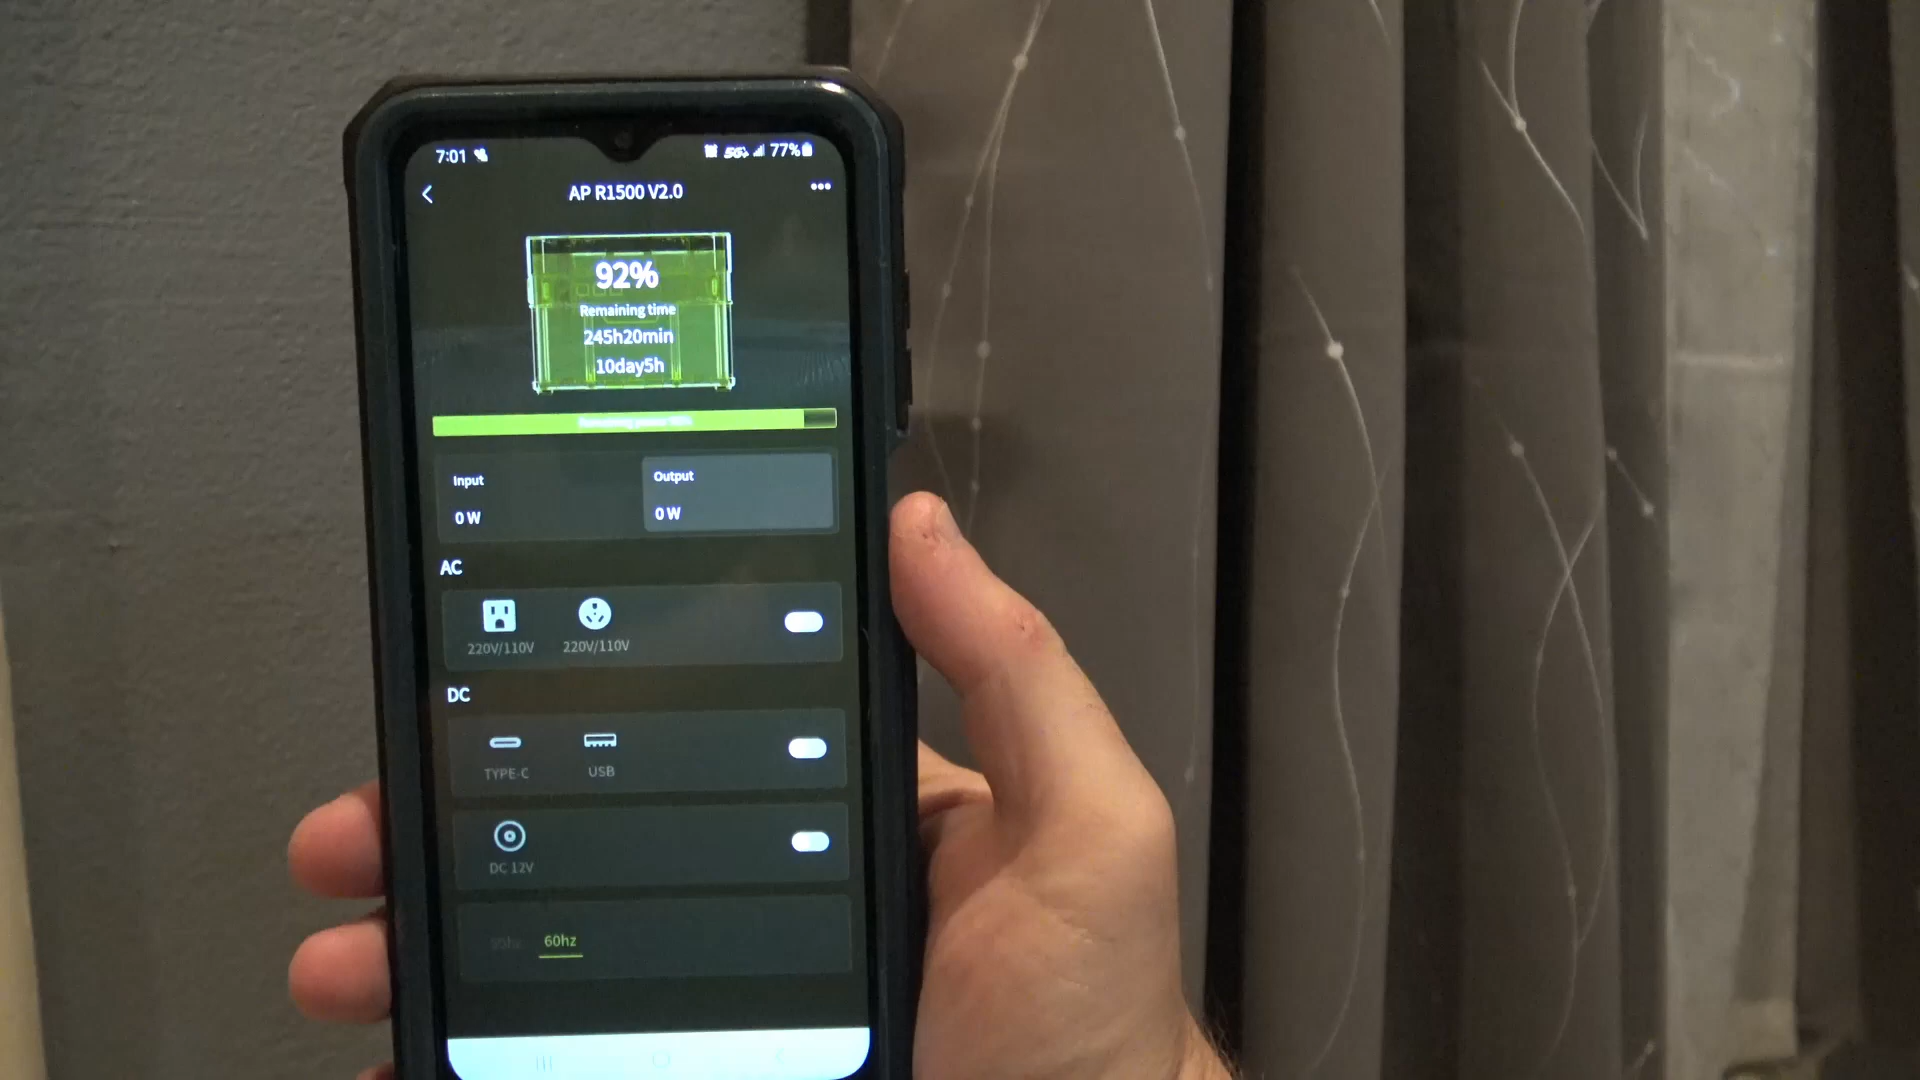 7:01 5G+ 77%
AP R1500 V2.0
92%
Remaining time
245h20min
10day5h
Input
Output
0 W
0 W
AC
220V/110V
220V/110V
DC
TYPE-C
USB
DC 12V
60hz